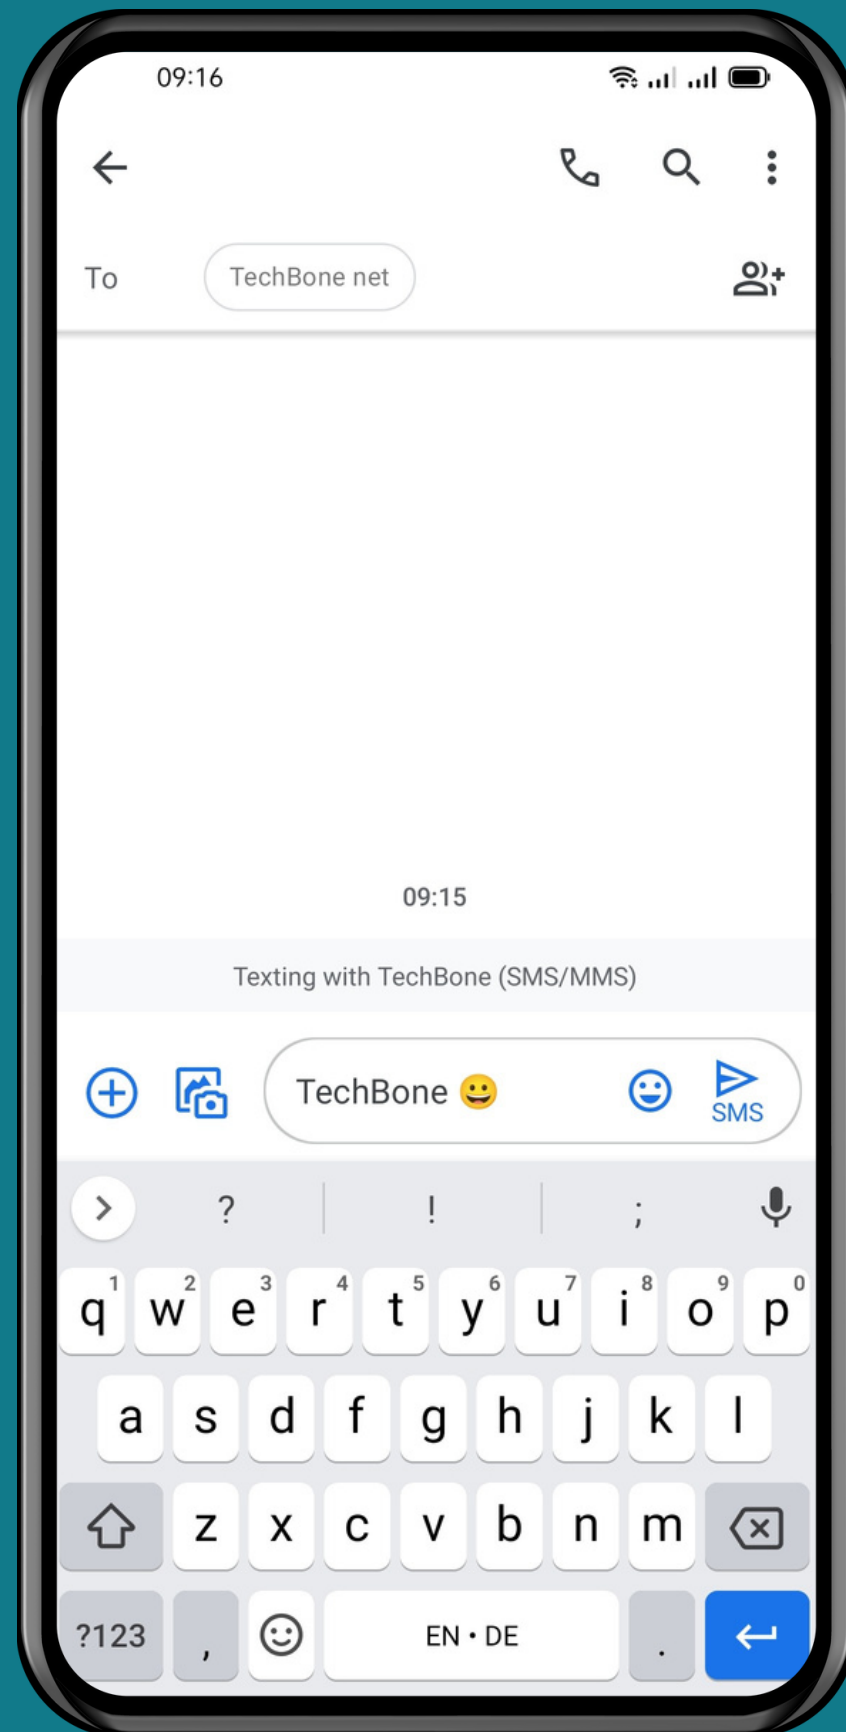 09:16
To TechBone net
09:15
Texting with TechBone (SMS/MMS)
TechBone 😀
SMS
? ! ;
q1 w2 e3 r4 t5 y6 u7 i8 o9 p0
a s d f g h j k l
z x c v b n m
?123 , EN • DE .